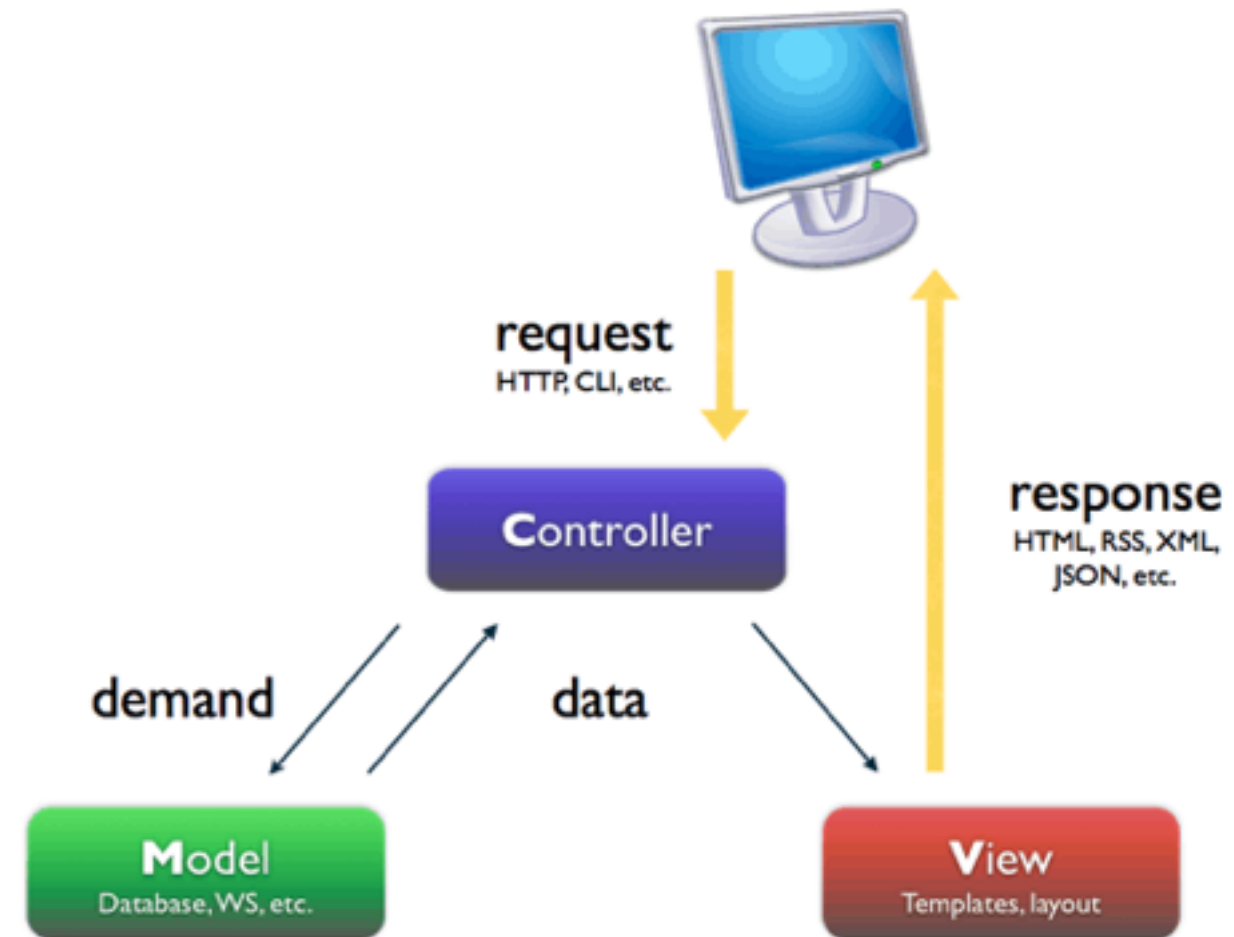 request
HTTP, CLI, etc.
Controller
response
HTML, RSS, XML,
JSON, etc.
demand
data
Model
Database, WS, etc.
View
Templates, layout